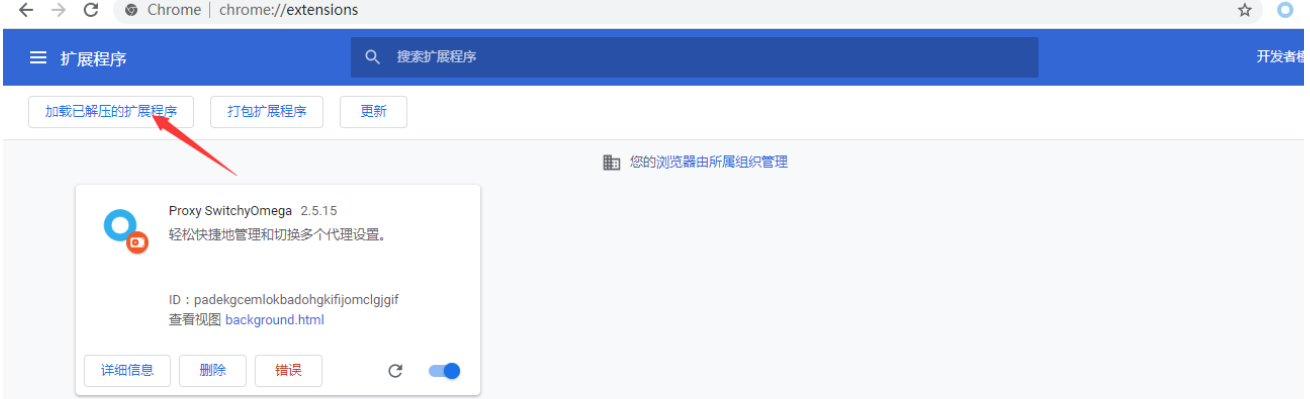 Chrome | chrome://extensions
扩展程序 搜索扩展程序 开发者
加载已解压的扩展程序 打包扩展程序 更新
您的浏览器由所属组织管理
Proxy SwitchyOmega 2.5.15
轻松快捷地管理和切换多个代理设置。
ID：padekgcemlokbadohgkifijomclgjgif
查看视图 background.html
详细信息 删除 错误